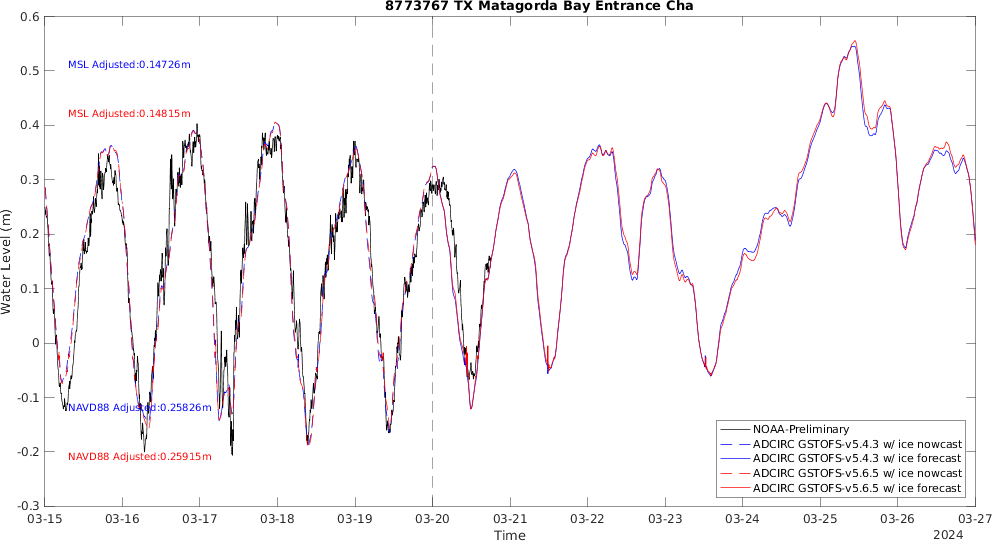 8773767 TX Matagorda Bay Entrance Cha
0.6
0.5
0.4
0.3
0.2
0.1
0
-0.1
-0.2
-0.3
Water Level (m)
MSL Adjusted:0.14726m
MSL Adjusted:0.14815m
NAVD88 Adjusted:0.25826m
NAVD88 Adjusted:0.25915m
NOAA-Preliminary
ADCIRC GSTOFS-v5.4.3 w/ ice nowcast
ADCIRC GSTOFS-v5.4.3 w/ ice forecast
ADCIRC GSTOFS-v5.6.5 w/ ice nowcast
ADCIRC GSTOFS-v5.6.5 w/ ice forecast
03-15 03-16 03-17 03-18 03-19 03-20 03-21 03-22 03-23 03-24 03-25 03-26 03-27
Time
2024